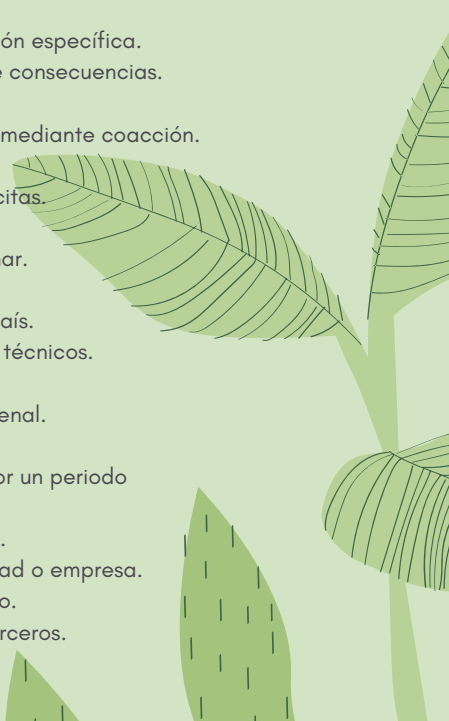 ón específica.
consecuencias.
mediante coacción.
citas.
ar.
aís.
técnicos.
enal.
or un periodo
.
ad o empresa.
o.
rceros.